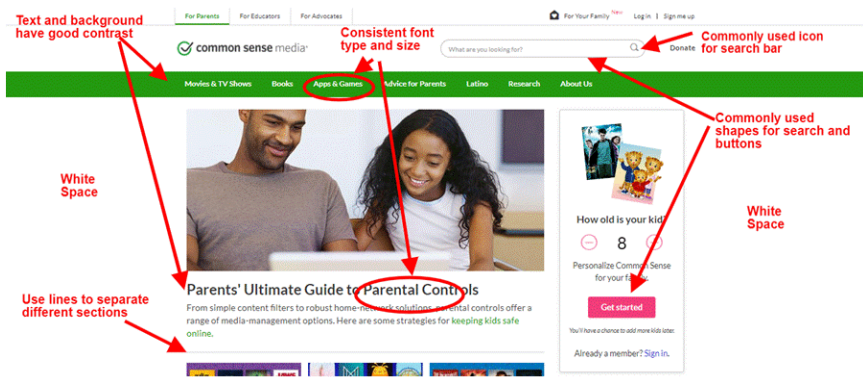 For Parents For Educators For Advocates For Your Family New Log in | Sign me up
Text and background
have good contrast
Consistent font
type and size
common sense media
What are you looking for?
Donate
Commonly used icon
for search bar
Movies & TV Shows Books Apps & Games Advice for Parents Latino Research About Us
Commonly used
shapes for search and
buttons
White
Space
How old is your kid?
8
Personalize Common Sense
for your family.
Get started
You'll have a chance to add more kids later.
Already a member? Sign in.
White
Space
Parents' Ultimate Guide to Parental Controls
From simple content filters to robust home-network solutions, parental controls offer a
range of media-management options. Here are some strategies for keeping kids safe
online.
Use lines to separate
different sections